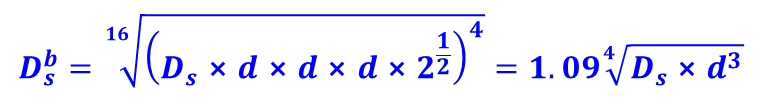 $D_s^b = \sqrt[16]{\left(D_s \times d \times d \times d \times 2^{\frac{1}{2}}\right)^4} = 1.09\sqrt[4]{D_s \times d^3}$